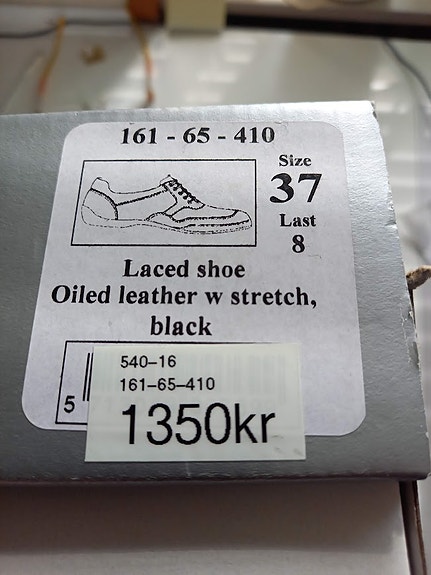 161 - 65 - 410
Size
37
Last
8
Laced shoe
Oiled leather w stretch,
black
5
540-16
161-65-410
1350kr